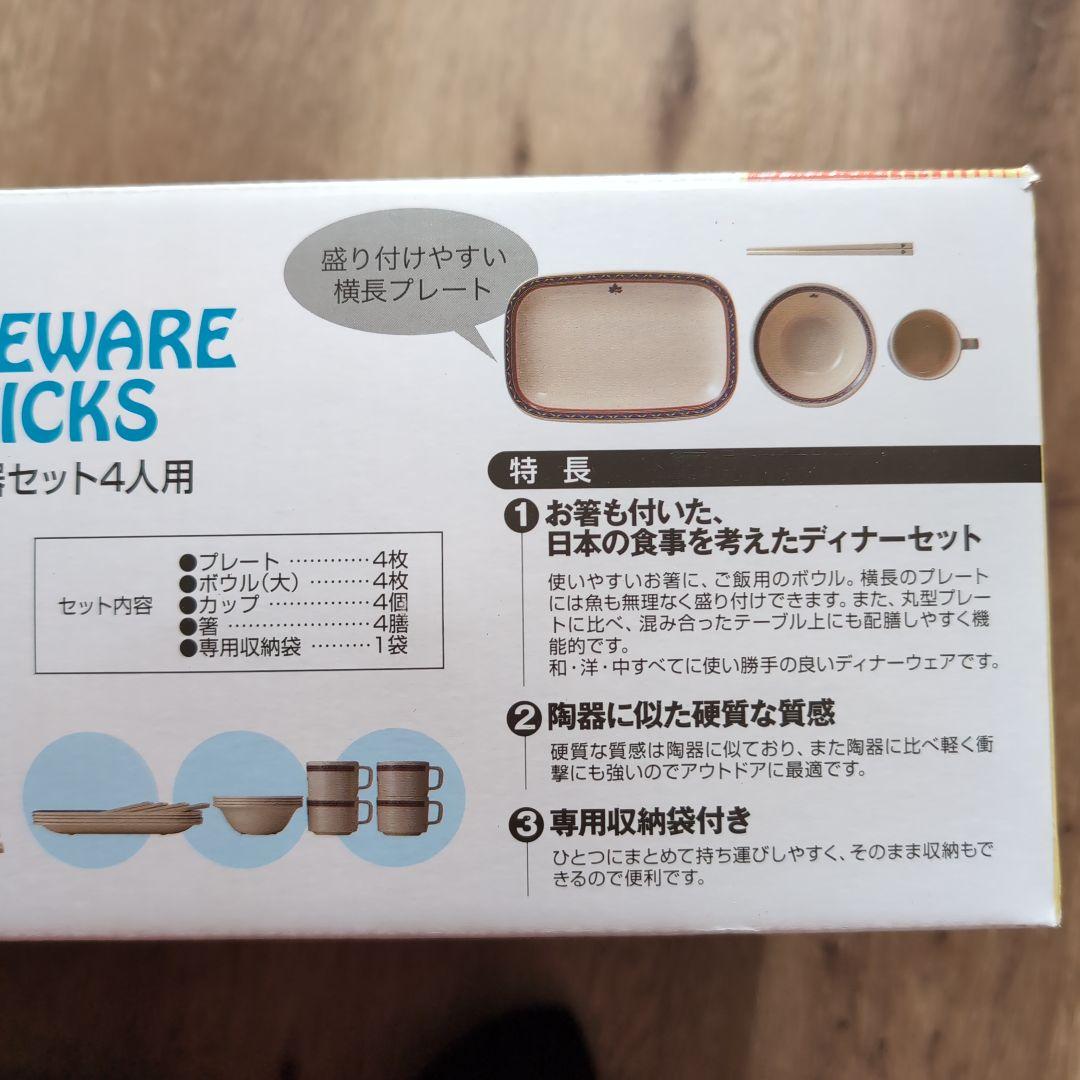 盛り付けやすい
横長プレート
EWARE
ICKS
器セット4人用
セット内容
●プレート …………4枚
●ボウル(大) ………4枚
●カップ ……………4個
●箸 …………………4膳
●専用収納袋 ………1袋
特 長
❶お箸も付いた、
日本の食事を考えたディナーセット
使いやすいお箸に、ご飯用のボウル。横長のプレート
には魚も無理なく盛り付けできます。また、丸型プレー
トに比べ、混み合ったテーブル上にも配膳しやすく機
能的です。
和・洋・中すべてに使い勝手の良いディナーウェアです。
❷陶器に似た硬質な質感
硬質な質感は陶器に似ており、また陶器に比べ軽く衝
撃にも強いのでアウトドアに最適です。
❸専用収納袋付き
ひとつにまとめて持ち運びしやすく、そのまま収納もで
きるので便利です。